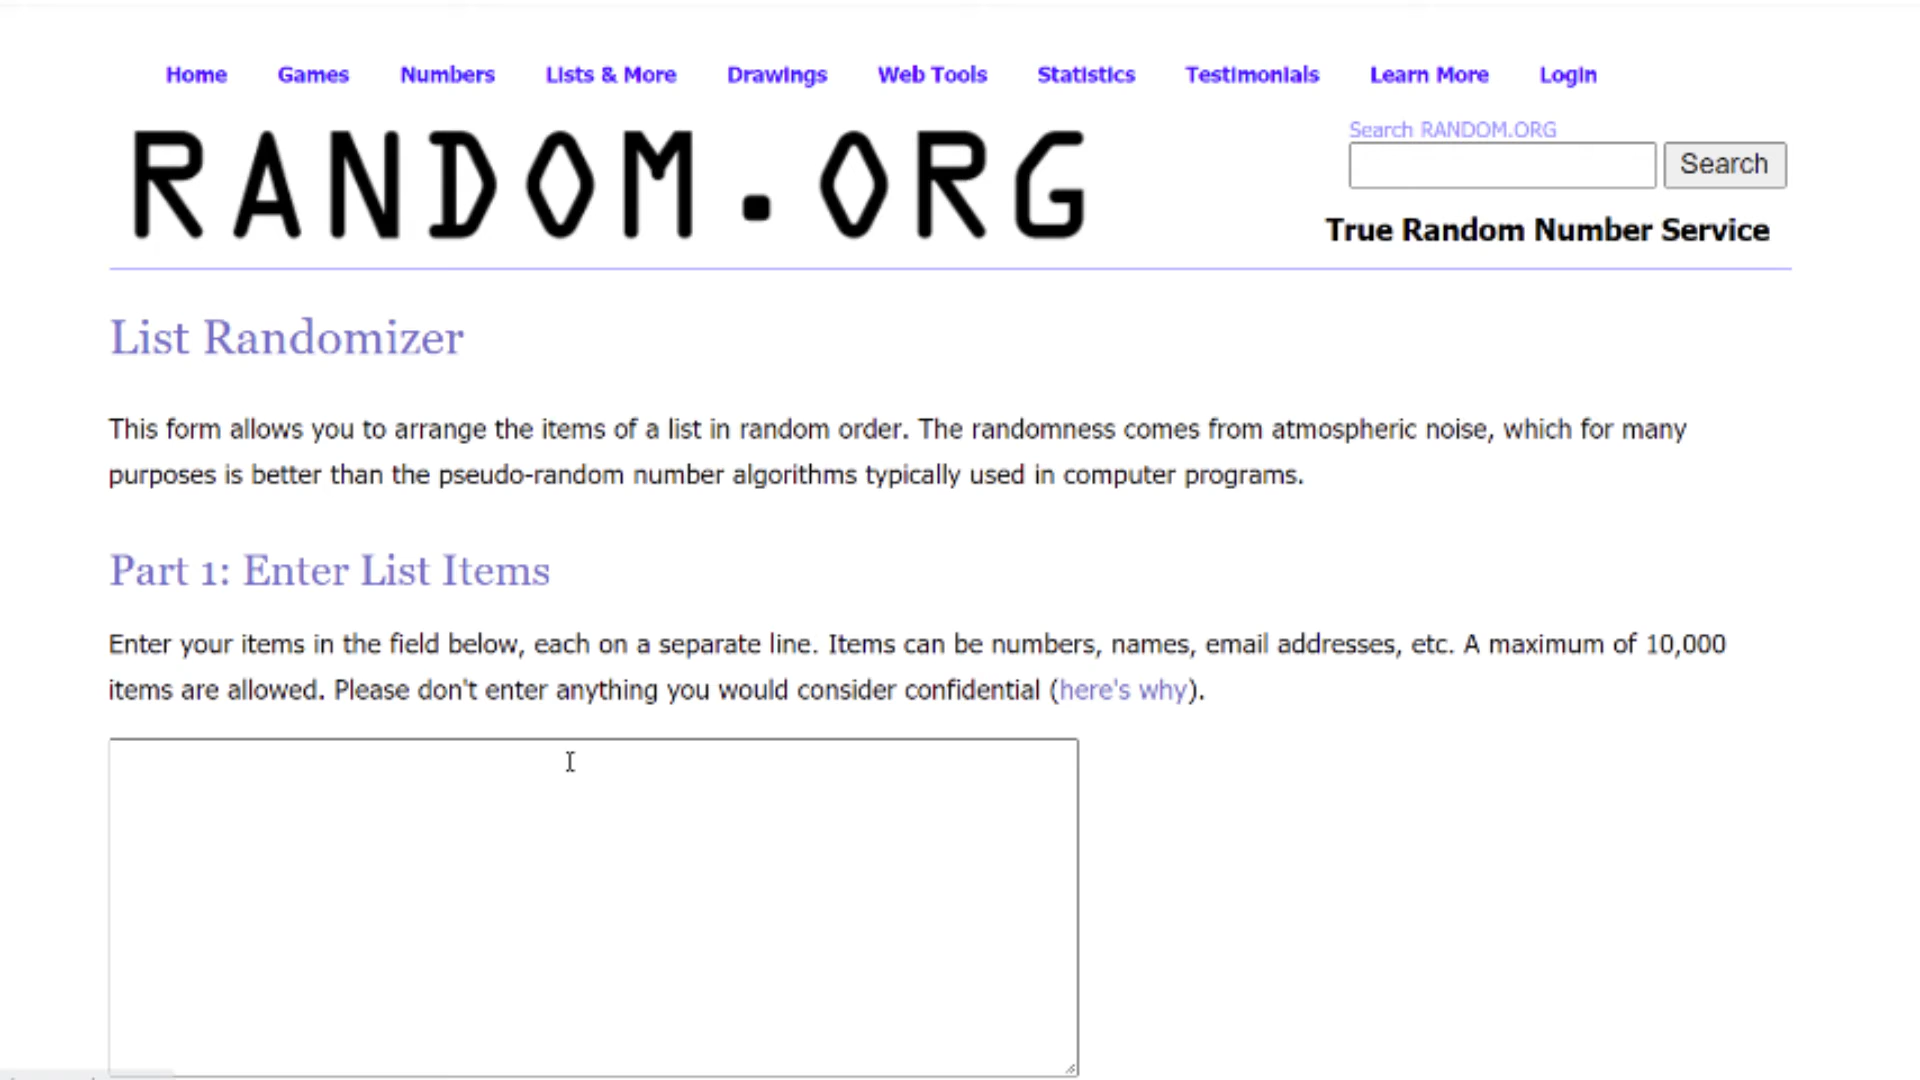 Home Games Numbers Lists & More Drawings Web Tools Statistics Testimonials Learn More Login
RANDOM.ORG
Search RANDOM.ORG
Search
True Random Number Service
List Randomizer
This form allows you to arrange the items of a list in random order. The randomness comes from atmospheric noise, which for many
purposes is better than the pseudo-random number algorithms typically used in computer programs.
Part 1: Enter List Items
Enter your items in the field below, each on a separate line. Items can be numbers, names, email addresses, etc. A maximum of 10,000
items are allowed. Please don't enter anything you would consider confidential (here's why).